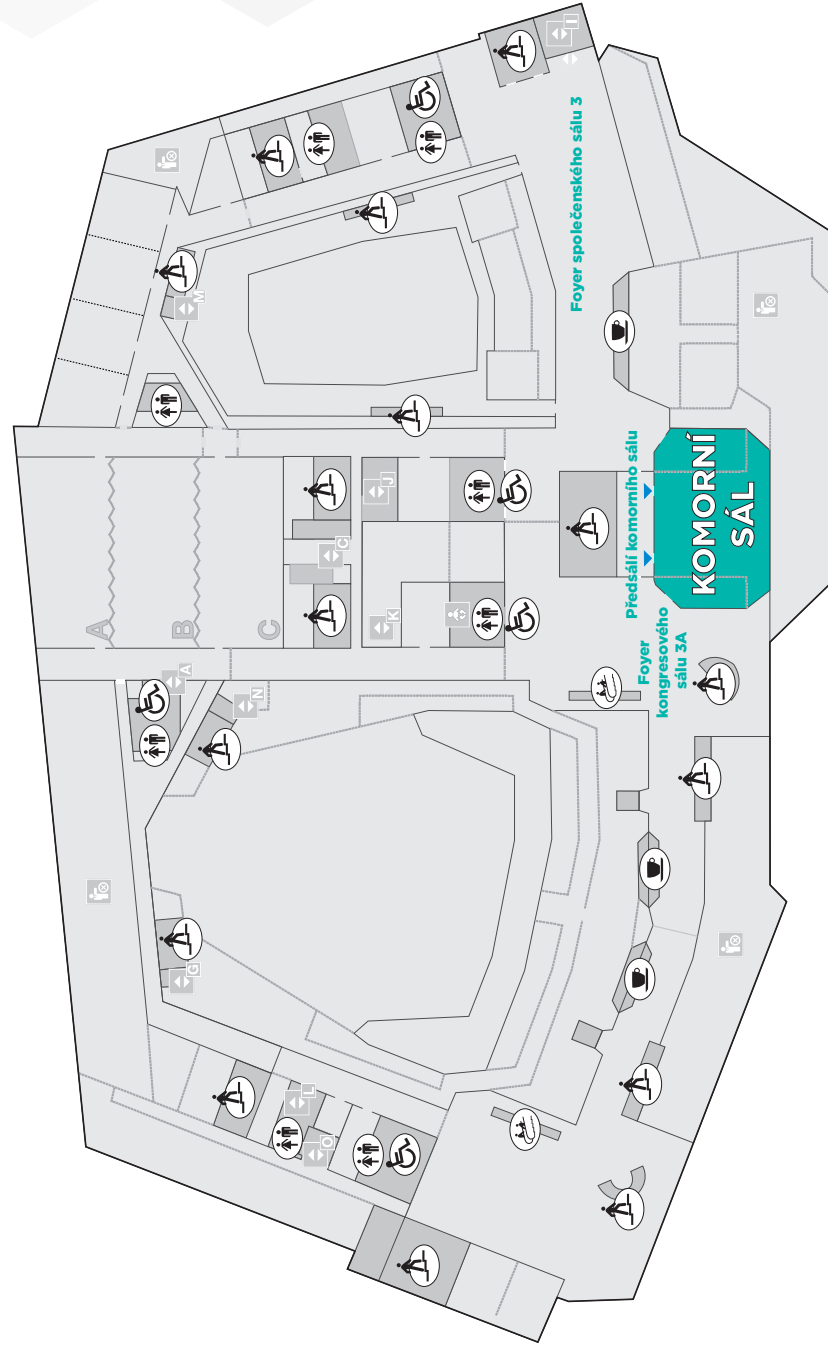 I
Foyer společenského sálu 3
M
J
C
K
A
B
C
Předsálí komorního sálu
KOMORNÍ
SÁL
Foyer
kongresového
sálu 3A
A
N
G
L
O